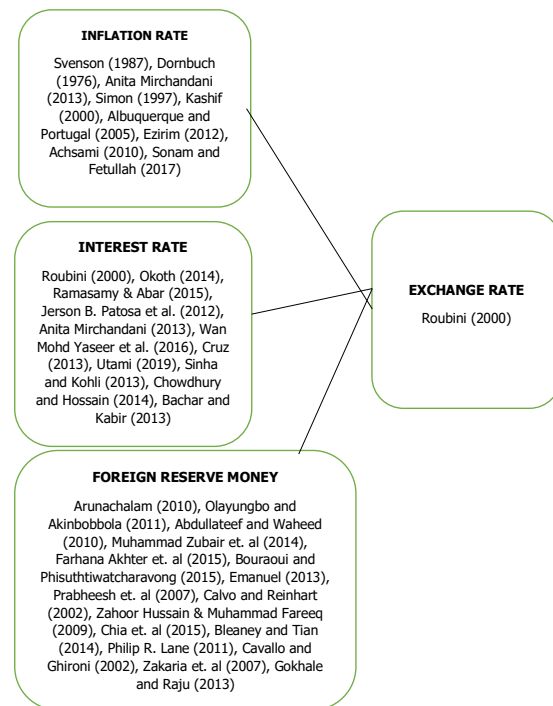 INFLATION RATE
Svenson (1987), Dornbuch
(1976), Anita Mirchandani
(2013), Simon (1997), Kashif
(2000), Albuquerque and
Portugal (2005), Ezirim (2012),
Achsami (2010), Sonam and
Fetullah (2017)
INTEREST RATE
Roubini (2000), Okoth (2014),
Ramasamy & Abar (2015),
Jerson B. Patosa et al. (2012),
Anita Mirchandani (2013), Wan
Mohd Yaseer et al. (2016), Cruz
(2013), Utami (2019), Sinha
and Kohli (2013), Chowdhury
and Hossain (2014), Bachar and
Kabir (2013)
FOREIGN RESERVE MONEY
Arunachalam (2010), Olayungbo and
Akinbobbola (2011), Abdullateef and Waheed
(2010), Muhammad Zubair et. al (2014),
Farhana Akhter et. al (2015), Bouraoui and
Phisuthtiwatcharavong (2015), Emanuel (2013),
Prabheesh et. al (2007), Calvo and Reinhart
(2002), Zahoor Hussain & Muhammad Fareeq
(2009), Chia et. al (2015), Bleaney and Tian
(2014), Philip R. Lane (2011), Cavallo and
Ghironi (2002), Zakaria et. al (2007), Gokhale
and Raju (2013)
EXCHANGE RATE
Roubini (2000)